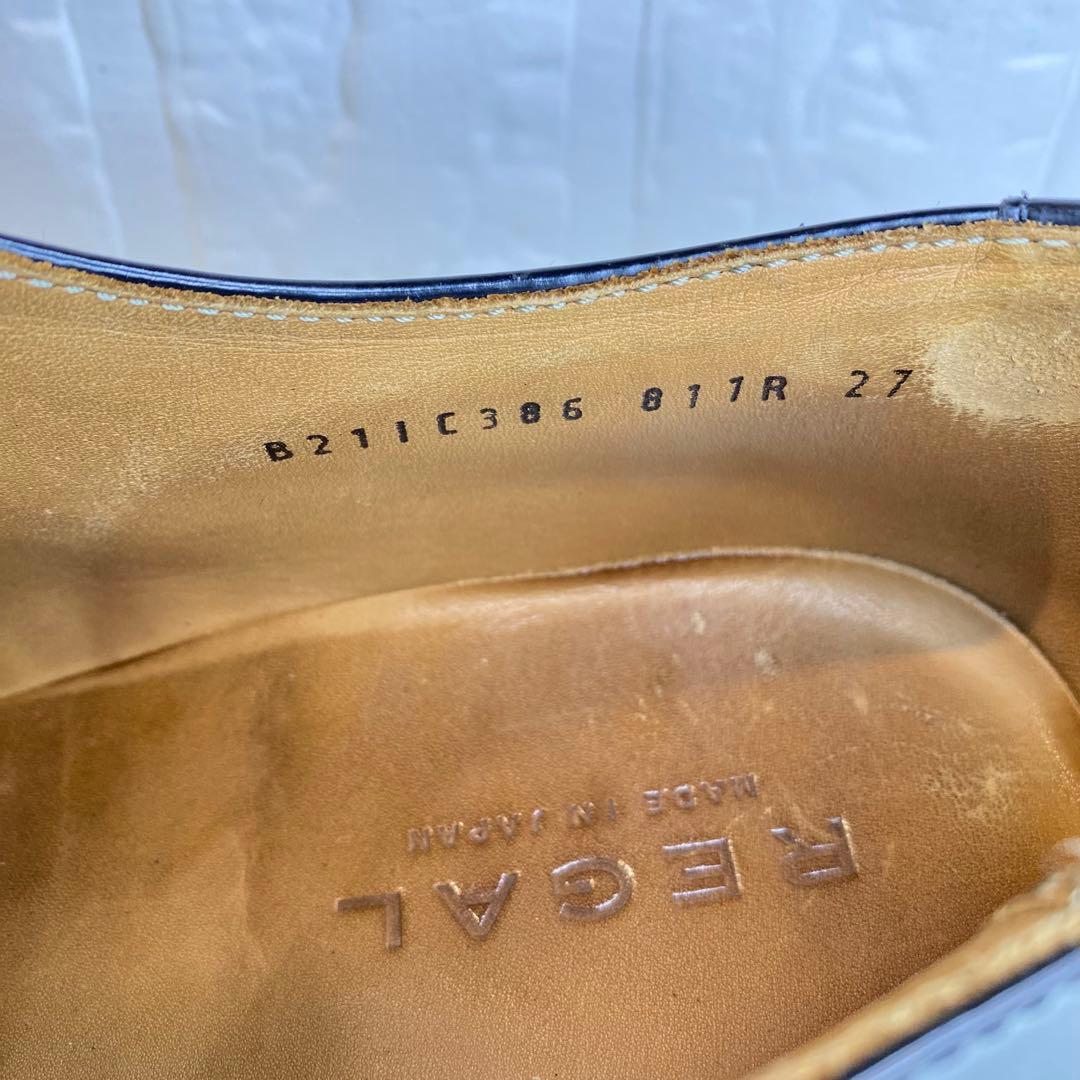 B211C386 811R 27
REGAL
MADE IN JAPAN